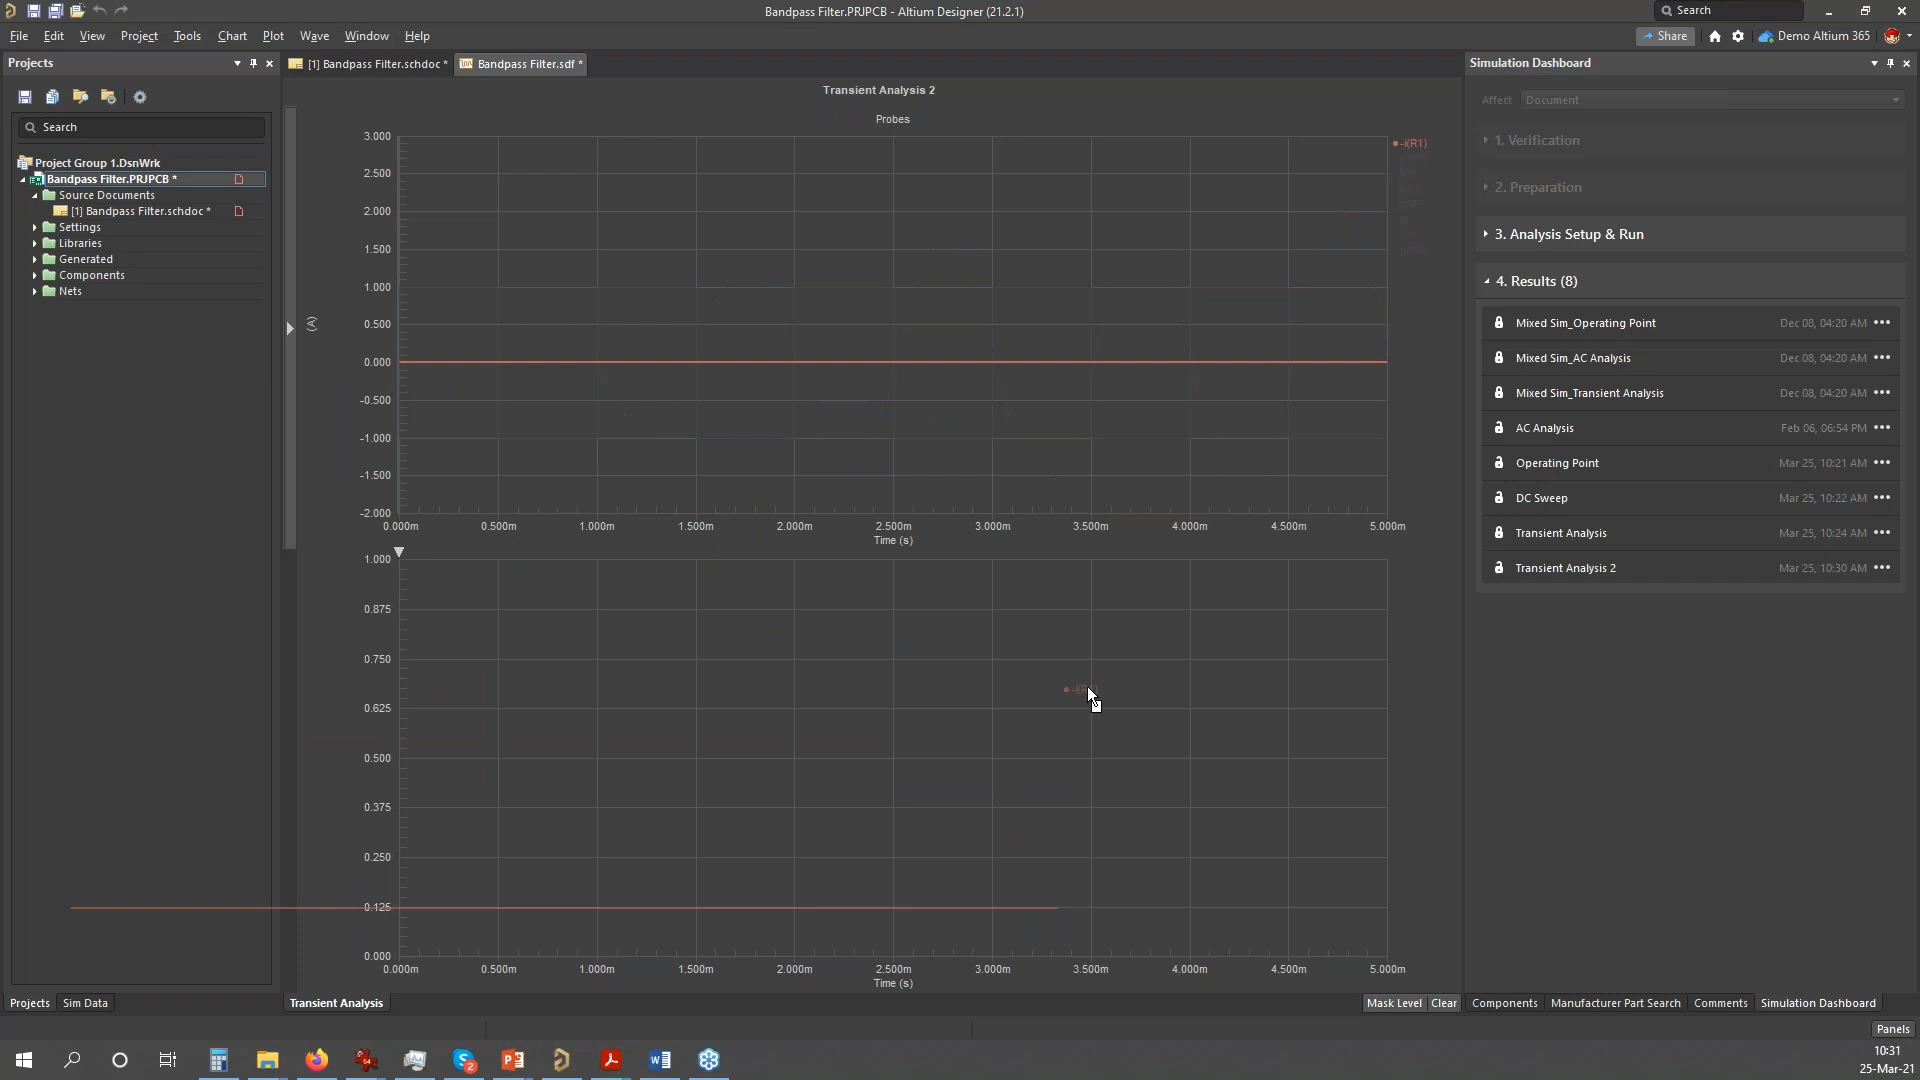 Bandpass Filter.PRJPCB - Altium Designer (21.2.1)
Search
File Edit View Project Tools Chart Plot Wave Window Help
Share
Demo Altium 365
Projects
[1] Bandpass Filter.schdoc *
Bandpass Filter.sdf *
Simulation Dashboard
Search
Project Group 1.DsnWrk
Bandpass Filter.PRJPCB *
Source Documents
[1] Bandpass Filter.schdoc *
Settings
Libraries
Generated
Components
Nets
Transient Analysis 2
Probes
-i(R1)
3.000
2.500
2.000
1.500
1.000
0.500
0.000
-0.500
-1.000
-1.500
-2.000
(A)
0.000m 0.500m 1.000m 1.500m 2.000m 2.500m 3.000m 3.500m 4.000m 4.500m 5.000m
Time (s)
1.000
0.875
0.750
0.625
0.500
0.375
0.250
0.125
0.000
0.000m 0.500m 1.000m 1.500m 2.000m 2.500m 3.000m 3.500m 4.000m 4.500m 5.000m
Time (s)
Affect Document
1. Verification
2. Preparation
3. Analysis Setup & Run
4. Results (8)
Mixed Sim_Operating Point Dec 08, 04:20 AM
Mixed Sim_AC Analysis Dec 08, 04:20 AM
Mixed Sim_Transient Analysis Dec 08, 04:20 AM
AC Analysis Feb 06, 06:54 PM
Operating Point Mar 25, 10:21 AM
DC Sweep Mar 25, 10:22 AM
Transient Analysis Mar 25, 10:24 AM
Transient Analysis 2 Mar 25, 10:30 AM
Projects Sim Data
Transient Analysis
Mask Level Clear
Components Manufacturer Part Search Comments Simulation Dashboard
Panels
64
2
10:31
25-Mar-21